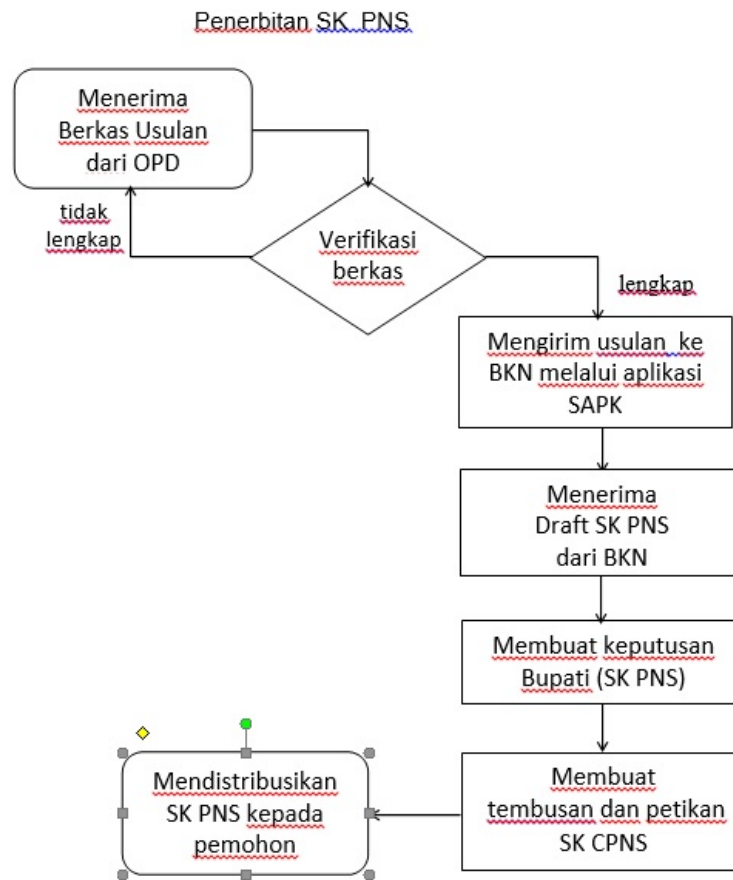 Penerbitan SK PNS
Menerima
Berkas Usulan
dari OPD
tidak
lengkap
Verifikasi
berkas
lengkap
Mengirim usulan ke
BKN melalui aplikasi
SAPK
Menerima
Draft SK PNS
dari BKN
Membuat keputusan
Bupati (SK PNS)
Membuat
tembusan dan petikan
SK CPNS
Mendistribusikan
SK PNS kepada
pemohon